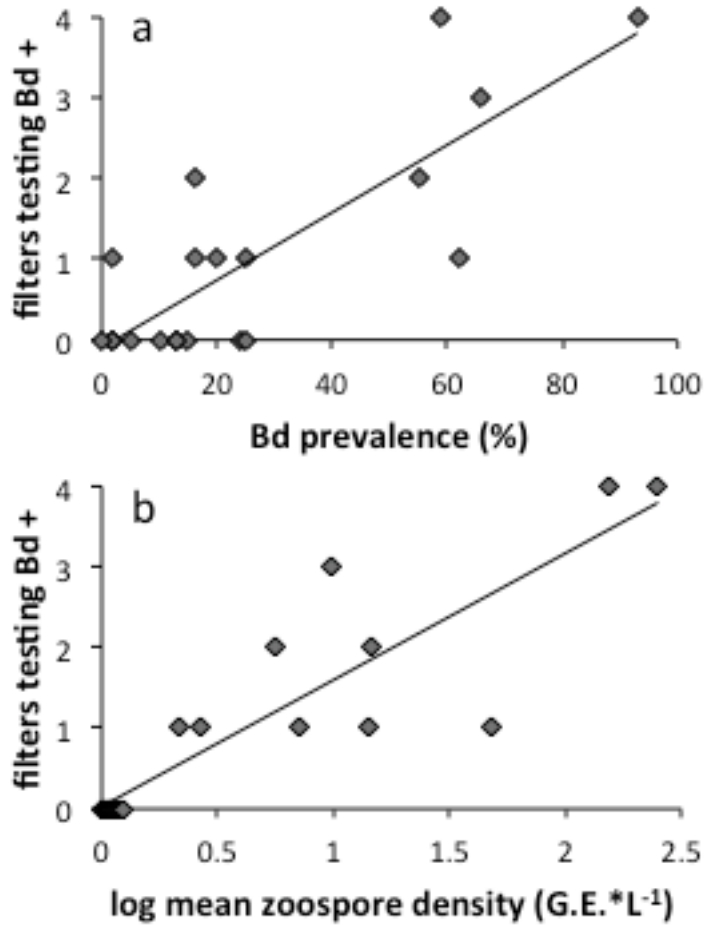 a
filters testing Bd +
4
3
2
1
0
0 20 40 60 80 100
Bd prevalence (%)
b
filters testing Bd +
4
3
2
1
0
0 0.5 1 1.5 2 2.5
log mean zoospore density (G.E.*L⁻¹)